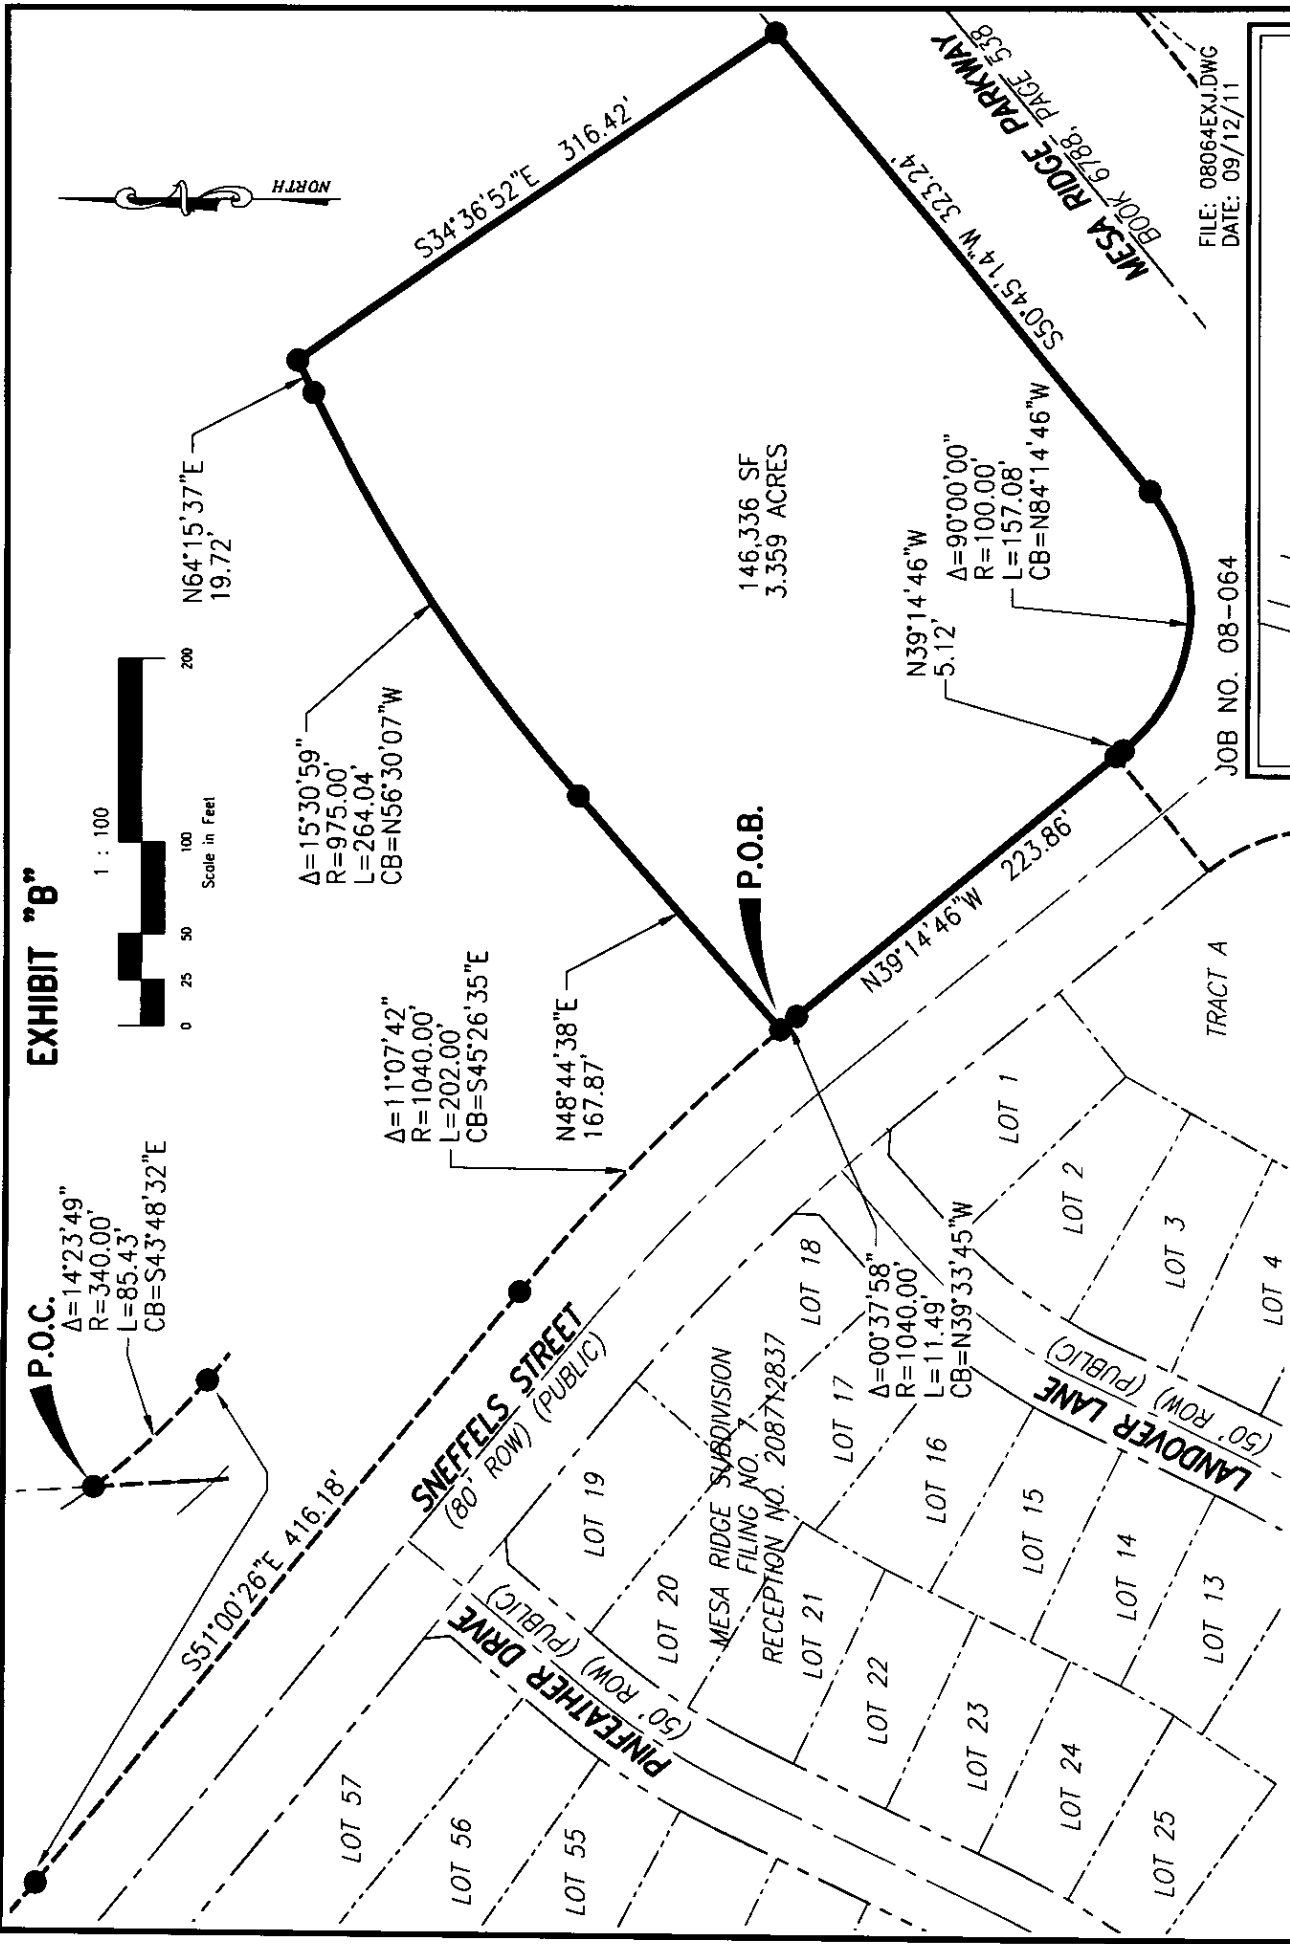 EXHIBIT "B"
1 : 100
0 25 50 100 200
Scale in Feet
NORTH
P.O.C.
Δ=14°23'49"
R=340.00'
L=85.43'
CB=S43°48'32"E
S51°00'26"E 416.18'
Δ=11°07'42"
R=1040.00'
L=202.00'
CB=S45°26'35"E
N48°44'38"E
167.87'
Δ=15°30'59"
R=975.00'
L=264.04'
CB=N56°30'07"W
N64°15'37"E
19.72'
S34°36'52"E 316.42'
P.O.B.
146,336 SF
3.359 ACRES
S50°45'14"W 323.24'
MESA RIDGE PARKWAY
BOOK 6788, PAGE 538
N39°14'46"W
5.12'
Δ=90°00'00"
R=100.00'
L=157.08'
CB=N84°14'46"W
N39°14'46"W 223.86'
Δ=00°37'58"
R=1040.00'
L=11.49'
CB=N39°33'45"W
SNEFFELS STREET
(80' ROW) (PUBLIC)
PINFEATHER DRIVE
(50' ROW) (PUBLIC)
LANDOVER LANE
(50' ROW) (PUBLIC)
MESA RIDGE SUBDIVISION
FILING NO. 7
RECEPTION NO. 208712837
LOT 57
LOT 56
LOT 55
LOT 19
LOT 20
LOT 21
LOT 22
LOT 23
LOT 24
LOT 25
LOT 18
LOT 17
LOT 16
LOT 15
LOT 14
LOT 13
LOT 1
LOT 2
LOT 3
LOT 4
TRACT A
JOB NO. 08-064
FILE: 08064EXJ.DWG
DATE: 09/12/11